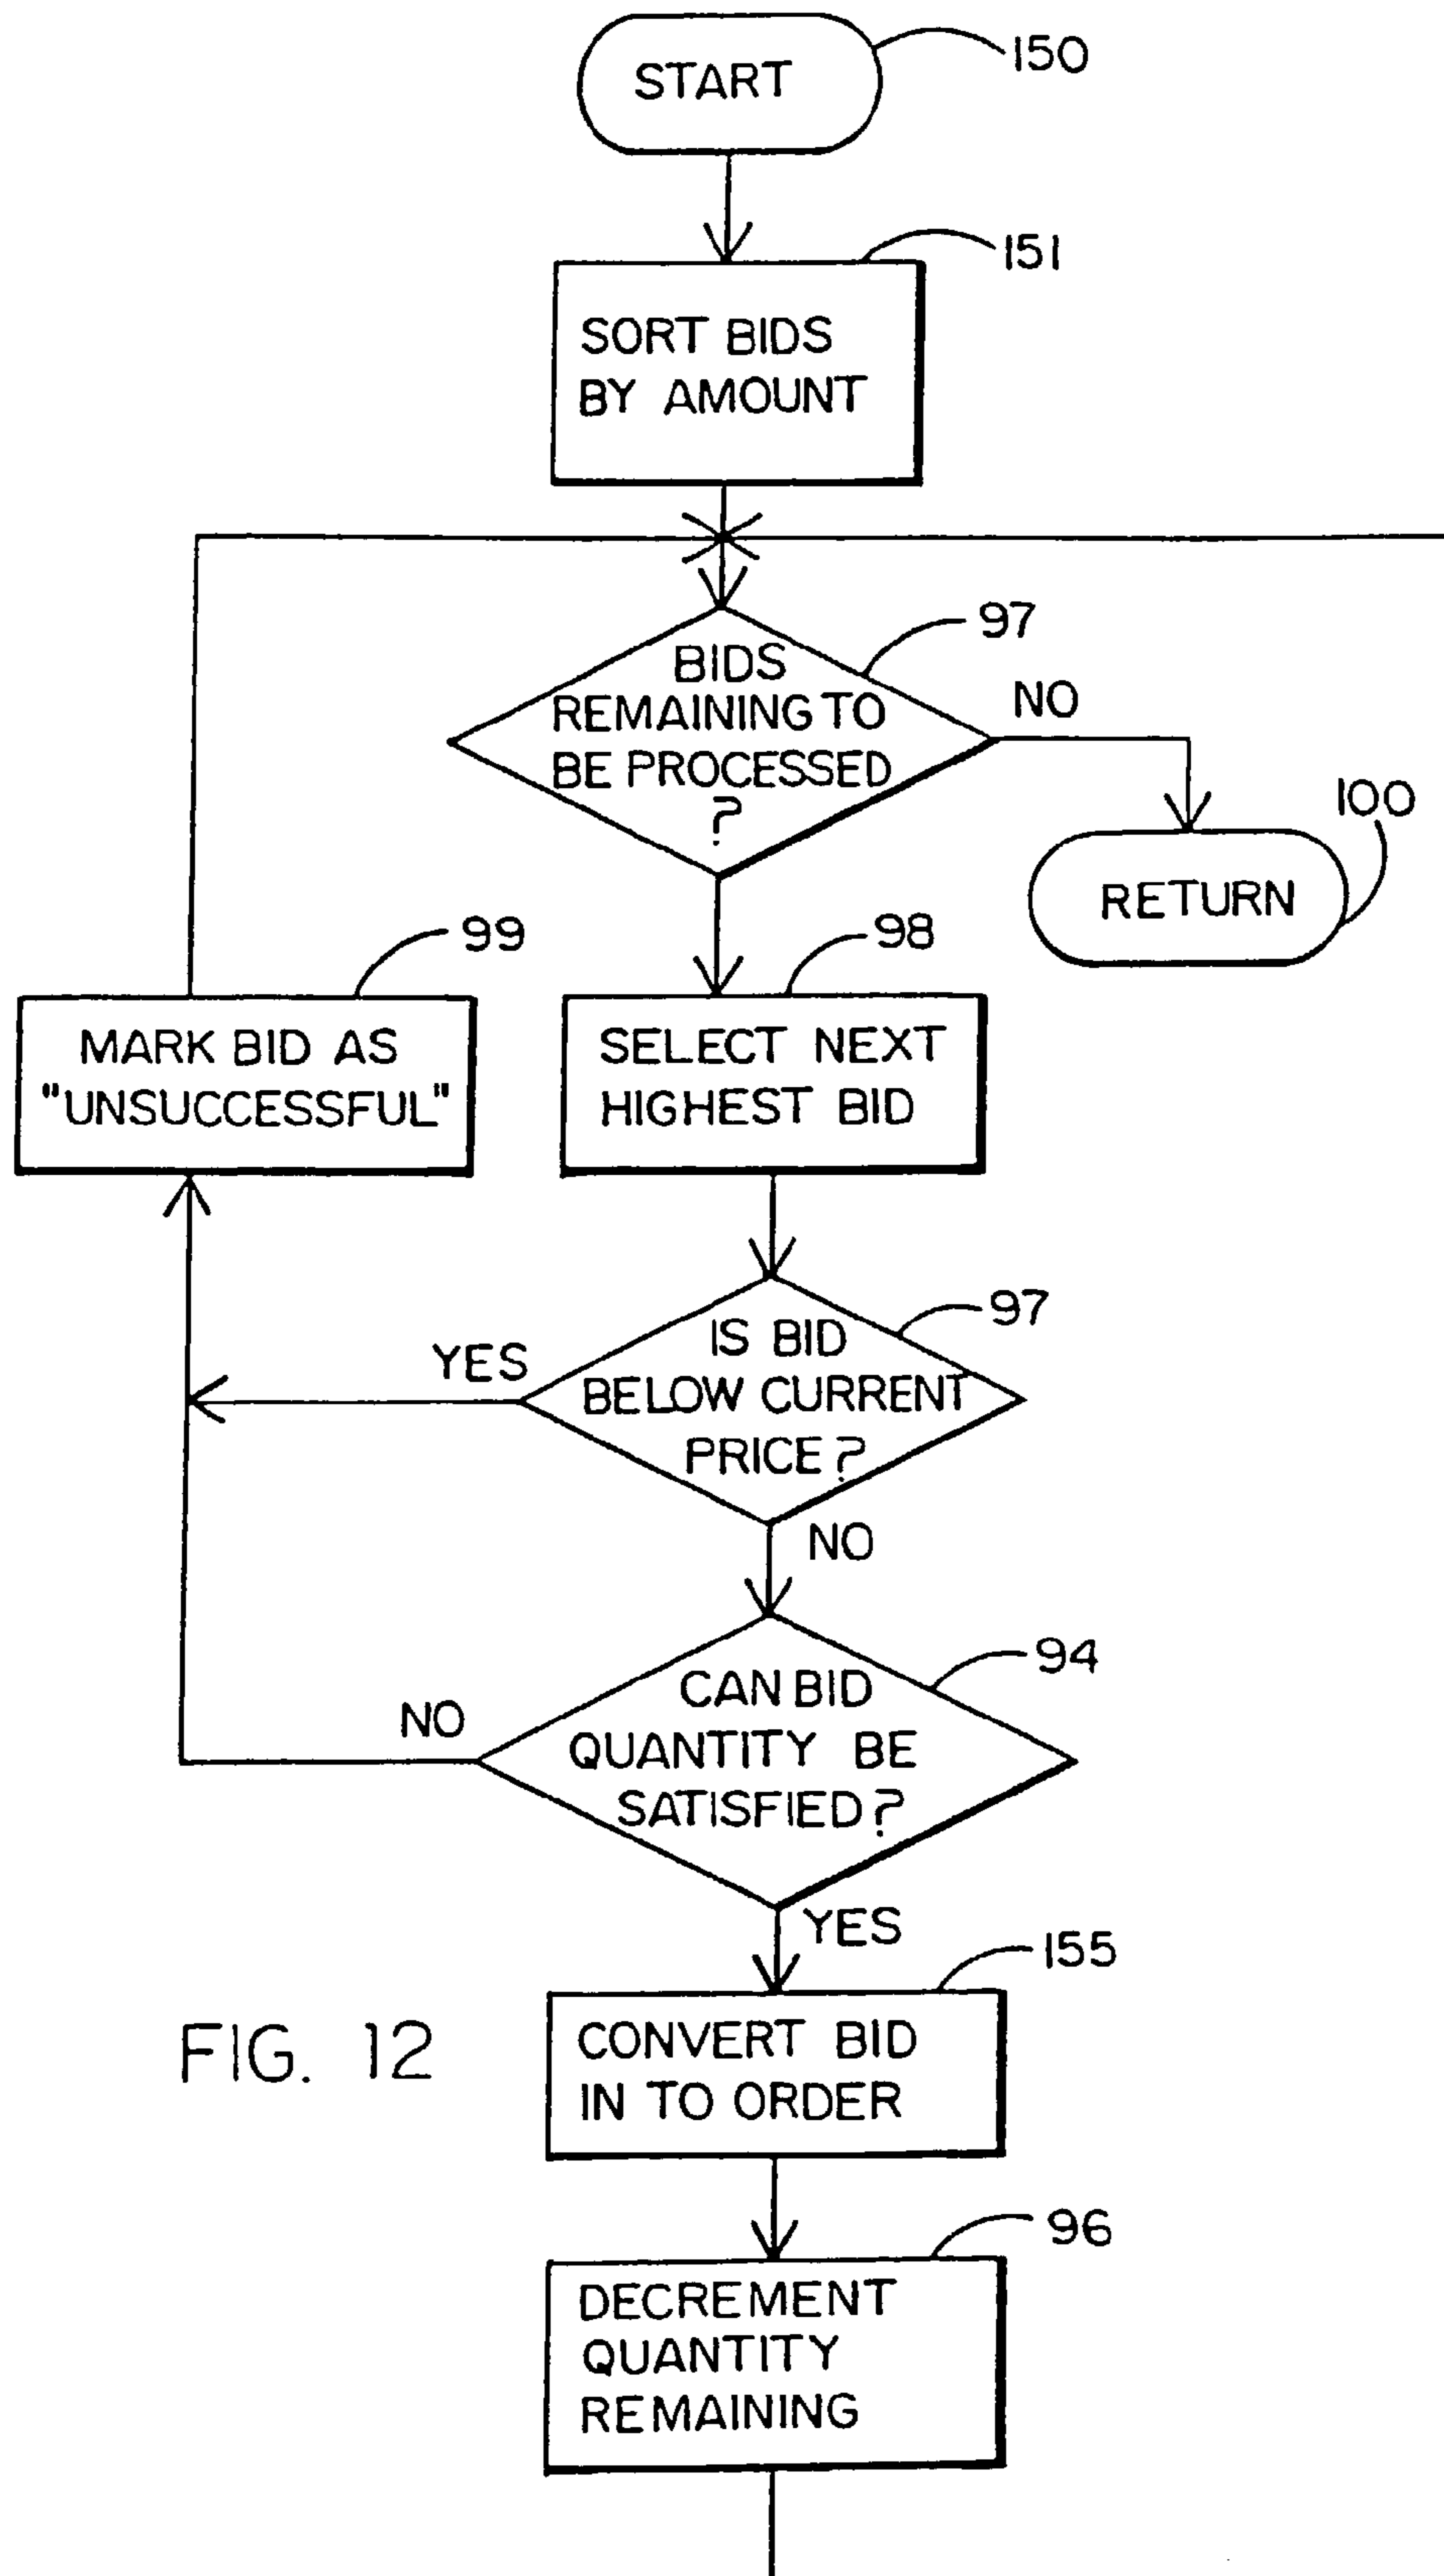 START
150
151
SORT BIDS
BY AMOUNT
97
BIDS
REMAINING TO
BE PROCESSED
?
NO
100
RETURN
99
MARK BID AS
"UNSUCCESSFUL"
98
SELECT NEXT
HIGHEST BID
97
IS BID
BELOW CURRENT
PRICE?
YES
NO
94
CAN BID
QUANTITY BE
SATISFIED?
NO
YES
155
CONVERT BID
IN TO ORDER
FIG. 12
96
DECREMENT
QUANTITY
REMAINING